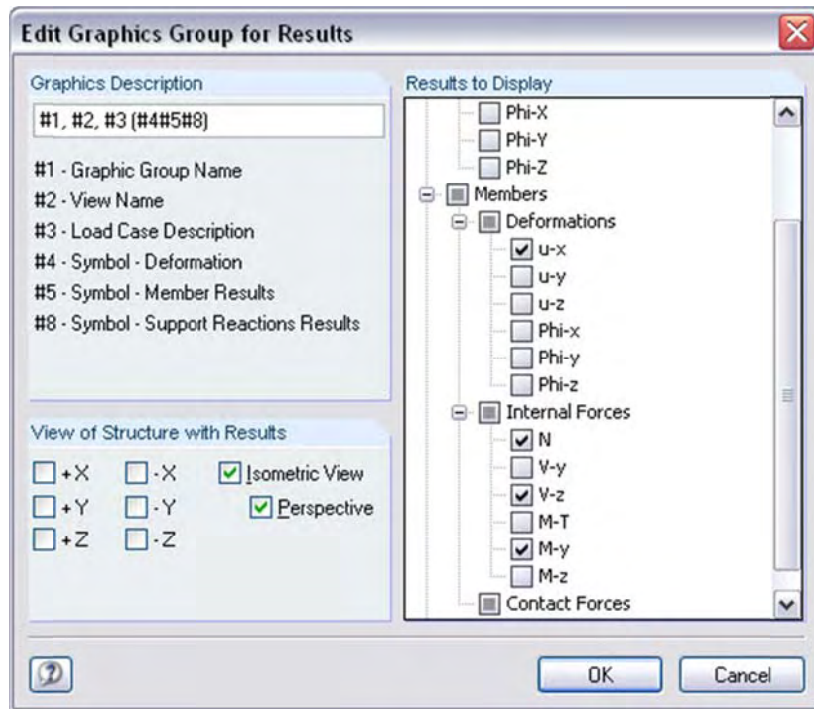 Edit Graphics Group for Results
Graphics Description
#1, #2, #3 (#4#5#8)
#1 - Graphic Group Name
#2 - View Name
#3 - Load Case Description
#4 - Symbol - Deformation
#5 - Symbol - Member Results
#8 - Symbol - Support Reactions Results
View of Structure with Results
+X -X Isometric View
+Y -Y Perspective
+Z -Z
Results to Display
Phi-X
Phi-Y
Phi-Z
Members
Deformations
u-x
u-y
u-z
Phi-x
Phi-y
Phi-z
Internal Forces
N
V-y
V-z
M-T
M-y
M-z
Contact Forces
OK Cancel